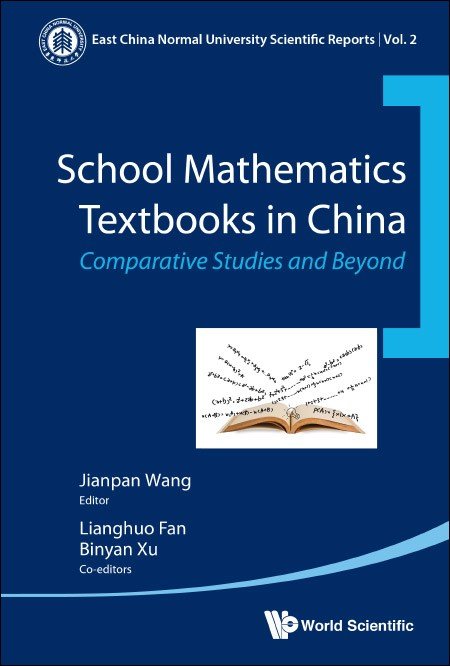 East China Normal University Scientific Reports | Vol. 2
School Mathematics
Textbooks in China
Comparative Studies and Beyond
Jianpan Wang
Editor
Lianghuo Fan
Binyan Xu
Co-editors
World Scientific